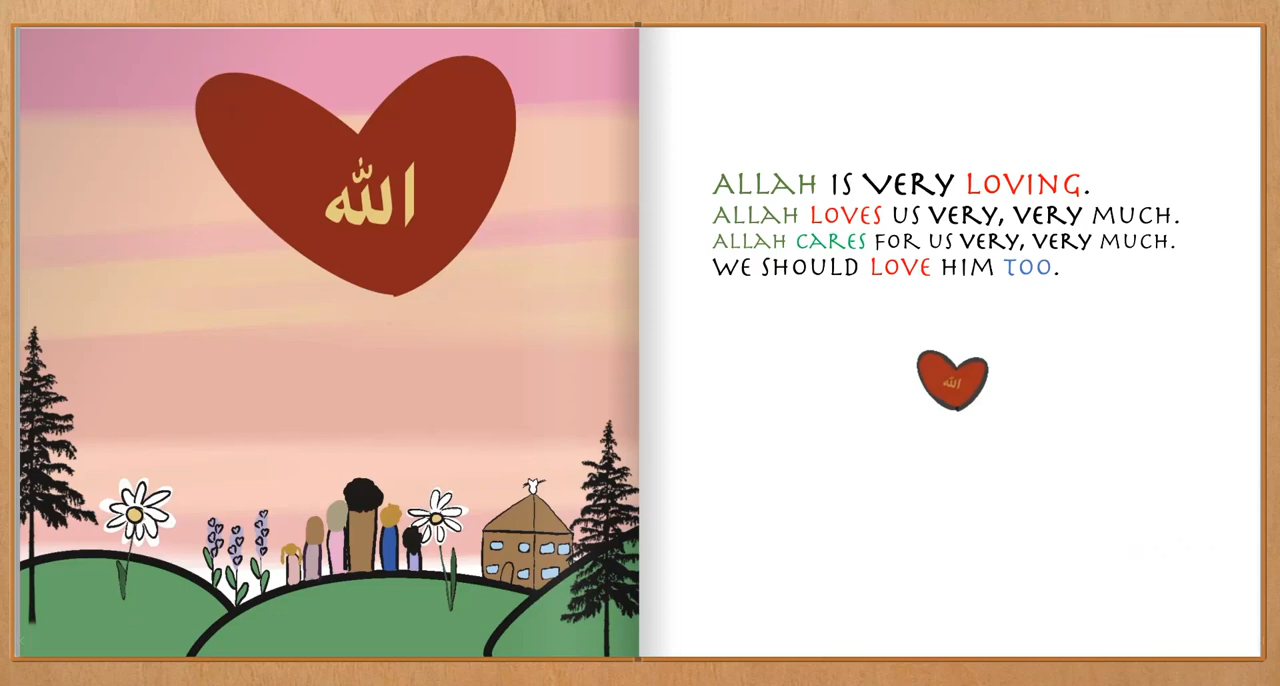 الله
ALLAH IS VERY LOVING.
ALLAH LOVES US VERY, VERY MUCH.
ALLAH CARES FOR US VERY, VERY MUCH.
WE SHOULD LOVE HIM TOO.
الله